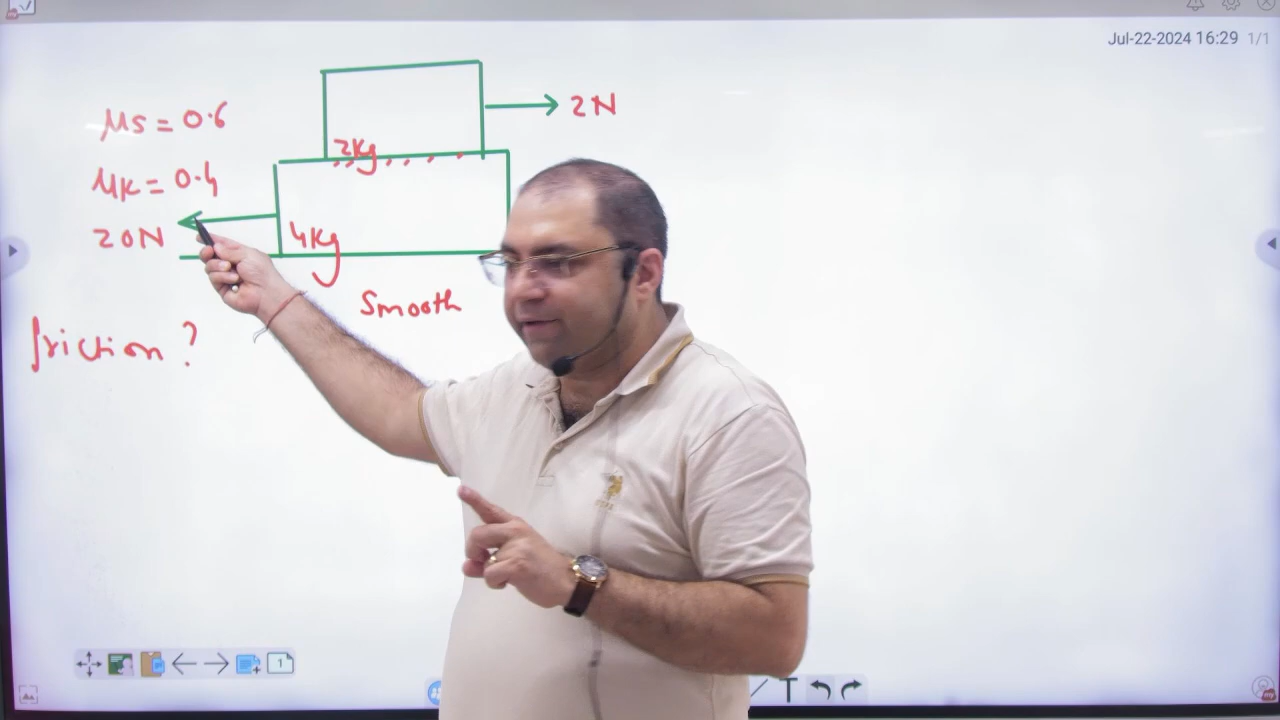 Jul-22-2024 16:29 1/1
μs = 0.6
2N
2kg
μk = 0.4
20N
4kg
Smooth
friction ?
1
T